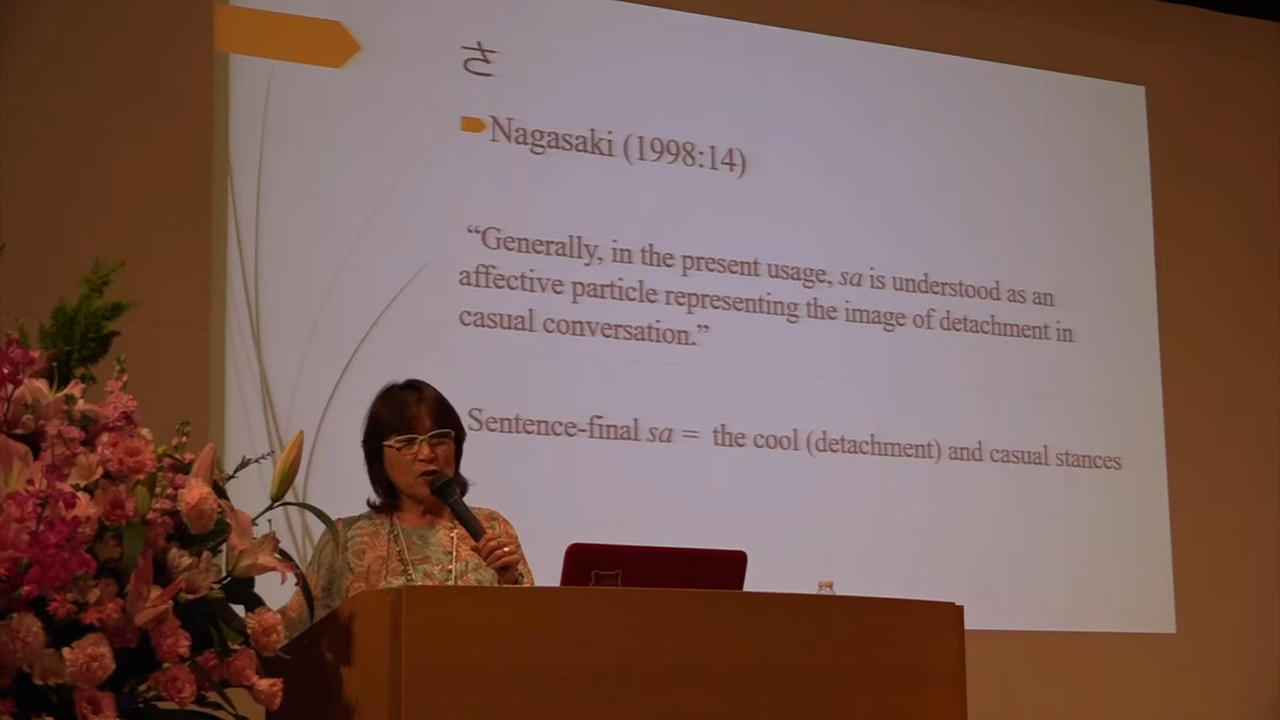 さ
Nagasaki (1998:14)
“Generally, in the present usage, sa is understood as an
affective particle representing the image of detachment in
casual conversation.”
Sentence-final sa = the cool (detachment) and casual stances